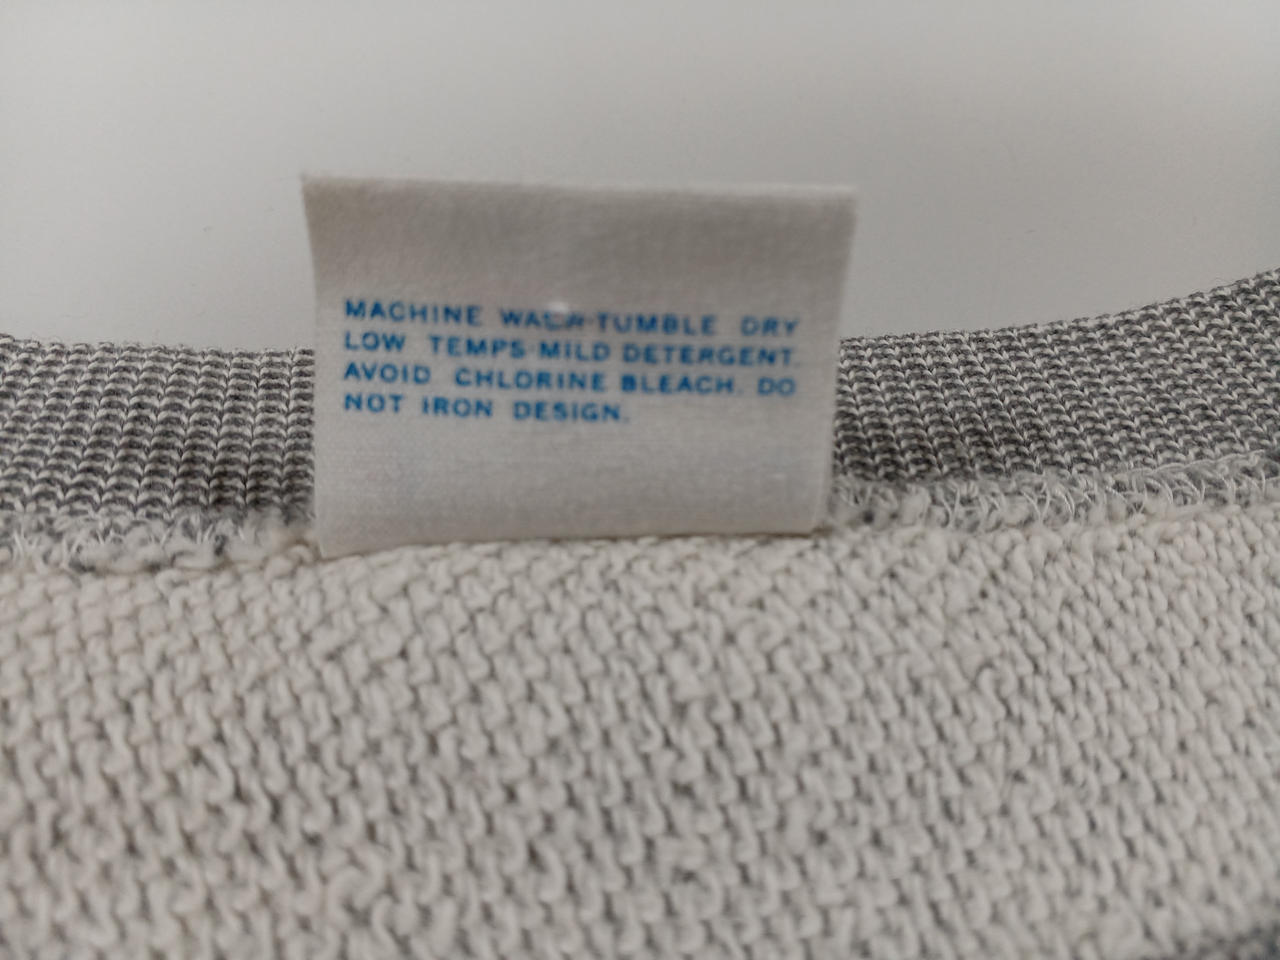 MACHINE WASH-TUMBLE DRY
LOW TEMPS-MILD DETERGENT.
AVOID CHLORINE BLEACH. DO
NOT IRON DESIGN.